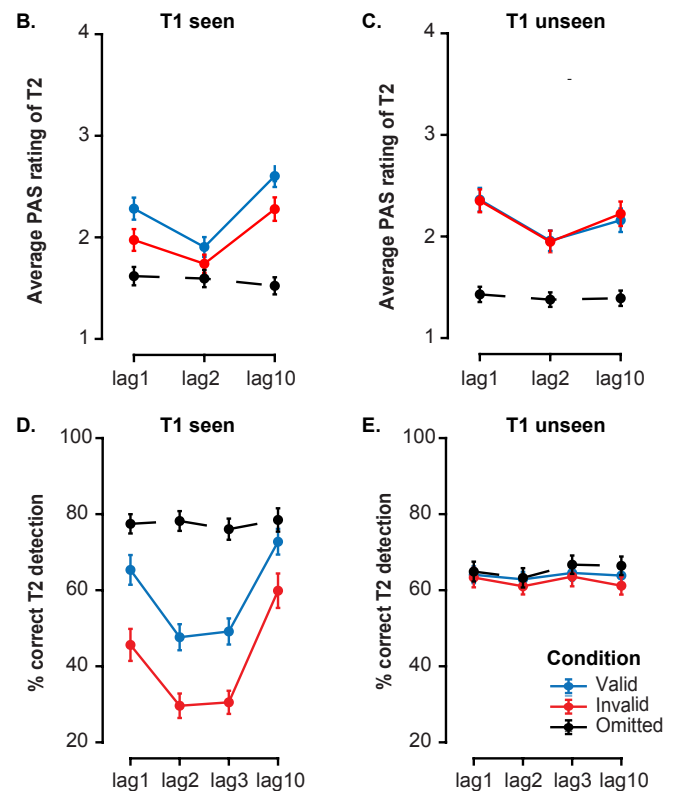 B.
T1 seen
Average PAS rating of T2
4
3
2
1
lag1 lag2 lag10
C.
T1 unseen
Average PAS rating of T2
4
3
2
1
lag1 lag2 lag10
D.
T1 seen
% correct T2 detection
100
80
60
40
20
lag1 lag2 lag3 lag10
E.
T1 unseen
% correct T2 detection
100
80
60
40
20
lag1 lag2 lag3 lag10
Condition
Valid
Invalid
Omitted